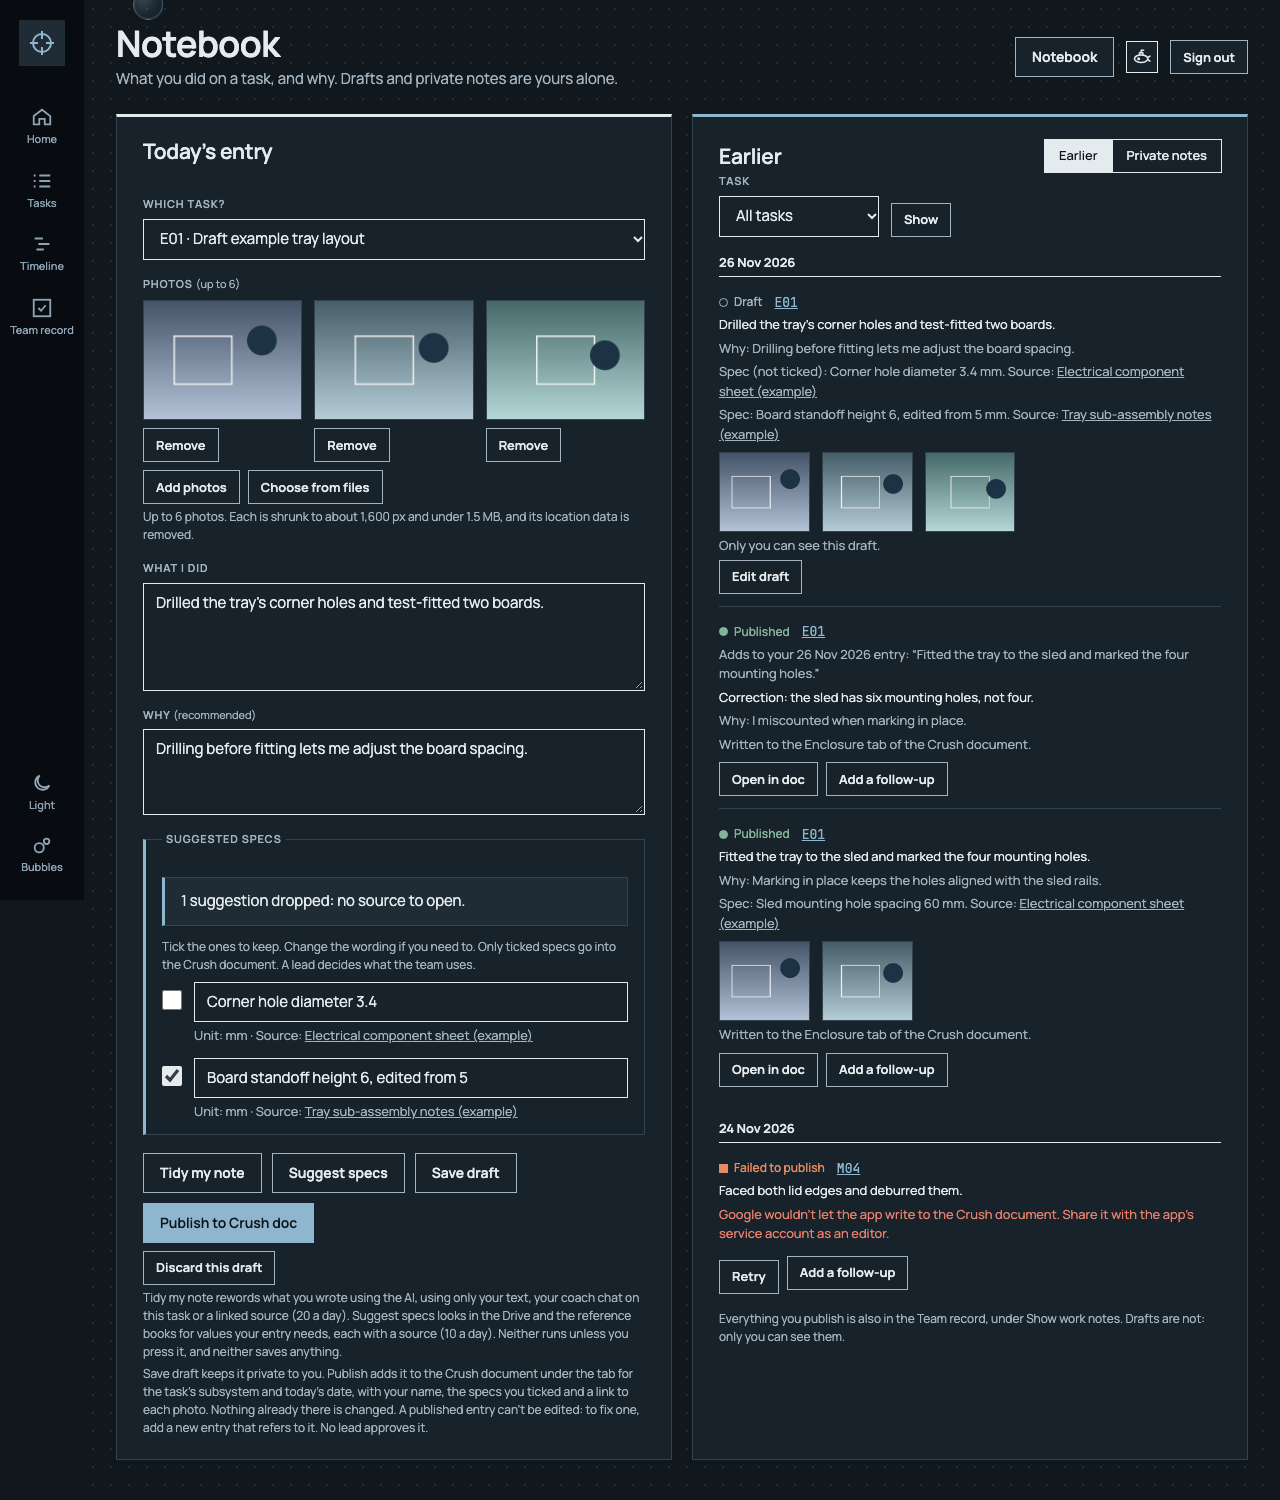 Home
Tasks
Timeline
Team record
Light
Bubbles
Notebook
What you did on a task, and why. Drafts and private notes are yours alone.
Notebook
Sign out
Today's entry
WHICH TASK?
E01 · Draft example tray layout
PHOTOS (up to 6)
Remove
Remove
Remove
Add photos
Choose from files
Up to 6 photos. Each is shrunk to about 1,600 px and under 1.5 MB, and its location data is
removed.
WHAT I DID
Drilled the tray's corner holes and test-fitted two boards.
WHY (recommended)
Drilling before fitting lets me adjust the board spacing.
SUGGESTED SPECS
1 suggestion dropped: no source to open.
Tick the ones to keep. Change the wording if you need to. Only ticked specs go into
the Crush document. A lead decides what the team uses.
Corner hole diameter 3.4
Unit: mm · Source: Electrical component sheet (example)
Board standoff height 6, edited from 5
Unit: mm · Source: Tray sub-assembly notes (example)
Tidy my note
Suggest specs
Save draft
Publish to Crush doc
Discard this draft
Tidy my note rewords what you wrote using the AI, using only your text, your coach chat on
this task or a linked source (20 a day). Suggest specs looks in the Drive and the reference
books for values your entry needs, each with a source (10 a day). Neither runs unless you
press it, and neither saves anything.
Save draft keeps it private to you. Publish adds it to the Crush document under the tab for
the task's subsystem and today's date, with your name, the specs you ticked and a link to
each photo. Nothing already there is changed. A published entry can't be edited: to fix one,
add a new entry that refers to it. No lead approves it.
Earlier
Earlier
Private notes
TASK
All tasks
Show
26 Nov 2026
Draft E01
Drilled the tray's corner holes and test-fitted two boards.
Why: Drilling before fitting lets me adjust the board spacing.
Spec (not ticked): Corner hole diameter 3.4 mm. Source: Electrical component
sheet (example)
Spec: Board standoff height 6, edited from 5 mm. Source: Tray sub-assembly notes
(example)
Only you can see this draft.
Edit draft
Published E01
Adds to your 26 Nov 2026 entry: "Fitted the tray to the sled and marked the four
mounting holes."
Correction: the sled has six mounting holes, not four.
Why: I miscounted when marking in place.
Written to the Enclosure tab of the Crush document.
Open in doc
Add a follow-up
Published E01
Fitted the tray to the sled and marked the four mounting holes.
Why: Marking in place keeps the holes aligned with the sled rails.
Spec: Sled mounting hole spacing 60 mm. Source: Electrical component sheet
(example)
Written to the Enclosure tab of the Crush document.
Open in doc
Add a follow-up
24 Nov 2026
Failed to publish M04
Faced both lid edges and deburred them.
Google wouldn't let the app write to the Crush document. Share it with the app's
service account as an editor.
Retry
Add a follow-up
Everything you publish is also in the Team record, under Show work notes. Drafts are not:
only you can see them.